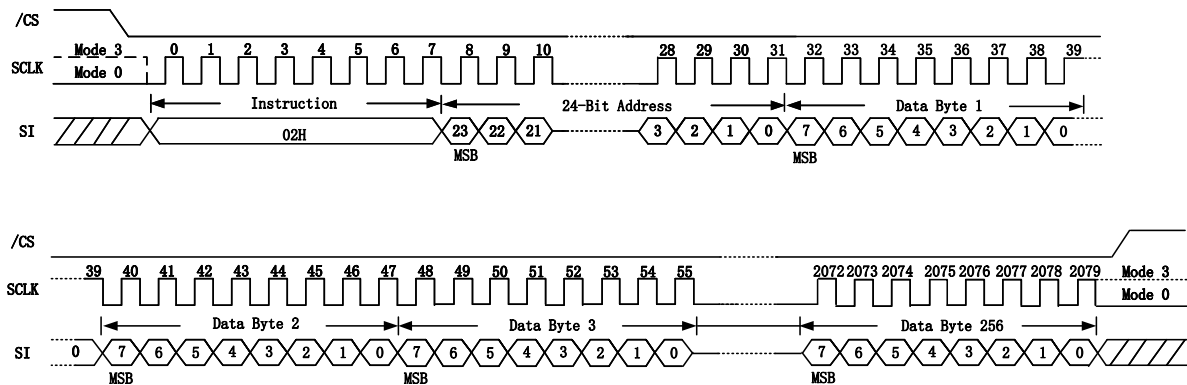 /CS
Mode 3 0 1 2 3 4 5 6 7 8 9 10 28 29 30 31 32 33 34 35 36 37 38 39
SCLK Mode 0
Instruction 24-Bit Address Data Byte 1
SI 02H 23 22 21 3 2 1 0 7 6 5 4 3 2 1 0
MSB MSB
/CS
39 40 41 42 43 44 45 46 47 48 49 50 51 52 53 54 55 2072 2073 2074 2075 2076 2077 2078 2079 Mode 3
SCLK Mode 0
Data Byte 2 Data Byte 3 Data Byte 256
SI 0 7 6 5 4 3 2 1 0 7 6 5 4 3 2 1 0 7 6 5 4 3 2 1 0
MSB MSB MSB